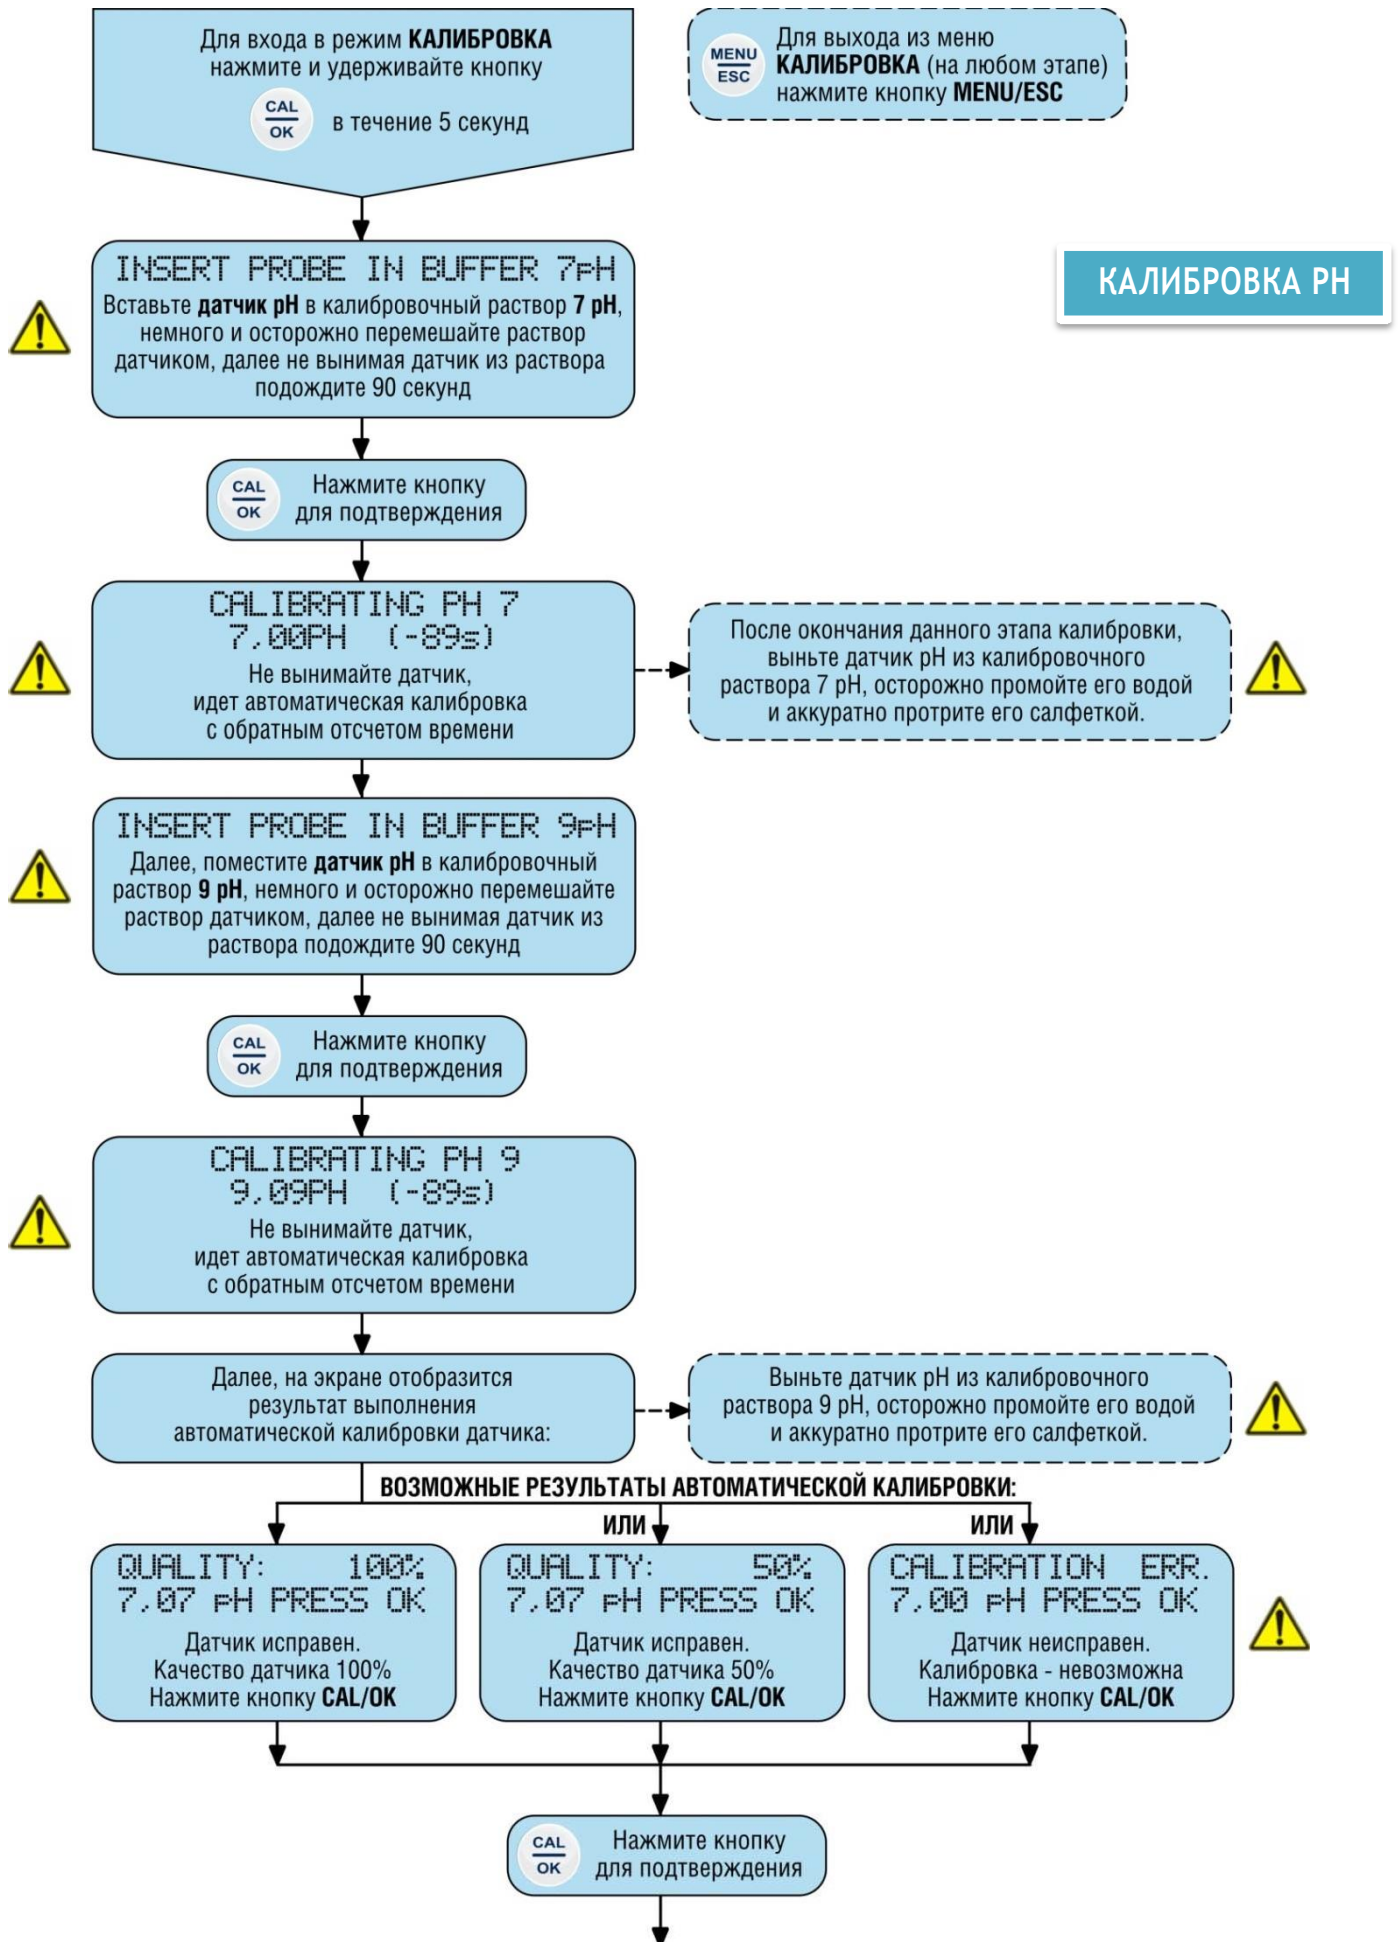 Для входа в режим КАЛИБРОВКА
нажмите и удерживайте кнопку
CAL
OK
в течение 5 секунд
MENU
ESC
Для выхода из меню
КАЛИБРОВКА (на любом этапе)
нажмите кнопку MENU/ESC
КАЛИБРОВКА PH
INSERT PROBE IN BUFFER 7pH
Вставьте датчик pH в калибровочный раствор 7 pH,
немного и осторожно перемешайте раствор
датчиком, далее не вынимая датчик из раствора
подождите 90 секунд
CAL
OK
Нажмите кнопку
для подтверждения
CALIBRATING PH 7
7,00PH (-89s)
Не вынимайте датчик,
идет автоматическая калибровка
с обратным отсчетом времени
После окончания данного этапа калибровки,
выньте датчик pH из калибровочного
раствора 7 pH, осторожно промойте его водой
и аккуратно протрите его салфеткой.
INSERT PROBE IN BUFFER 9pH
Далее, поместите датчик pH в калибровочный
раствор 9 pH, немного и осторожно перемешайте
раствор датчиком, далее не вынимая датчик из
раствора подождите 90 секунд
CAL
OK
Нажмите кнопку
для подтверждения
CALIBRATING PH 9
9,09PH (-89s)
Не вынимайте датчик,
идет автоматическая калибровка
с обратным отсчетом времени
Далее, на экране отобразится
результат выполнения
автоматической калибровки датчика:
Выньте датчик pH из калибровочного
раствора 9 pH, осторожно промойте его водой
и аккуратно протрите его салфеткой.
ВОЗМОЖНЫЕ РЕЗУЛЬТАТЫ АВТОМАТИЧЕСКОЙ КАЛИБРОВКИ:
ИЛИ
ИЛИ
QUALITY: 100%
7,07 pH PRESS OK
Датчик исправен.
Качество датчика 100%
Нажмите кнопку CAL/OK
QUALITY: 50%
7,07 pH PRESS OK
Датчик исправен.
Качество датчика 50%
Нажмите кнопку CAL/OK
CALIBRATION ERR.
7,00 pH PRESS OK
Датчик неисправен.
Калибровка - невозможна
Нажмите кнопку CAL/OK
CAL
OK
Нажмите кнопку
для подтверждения